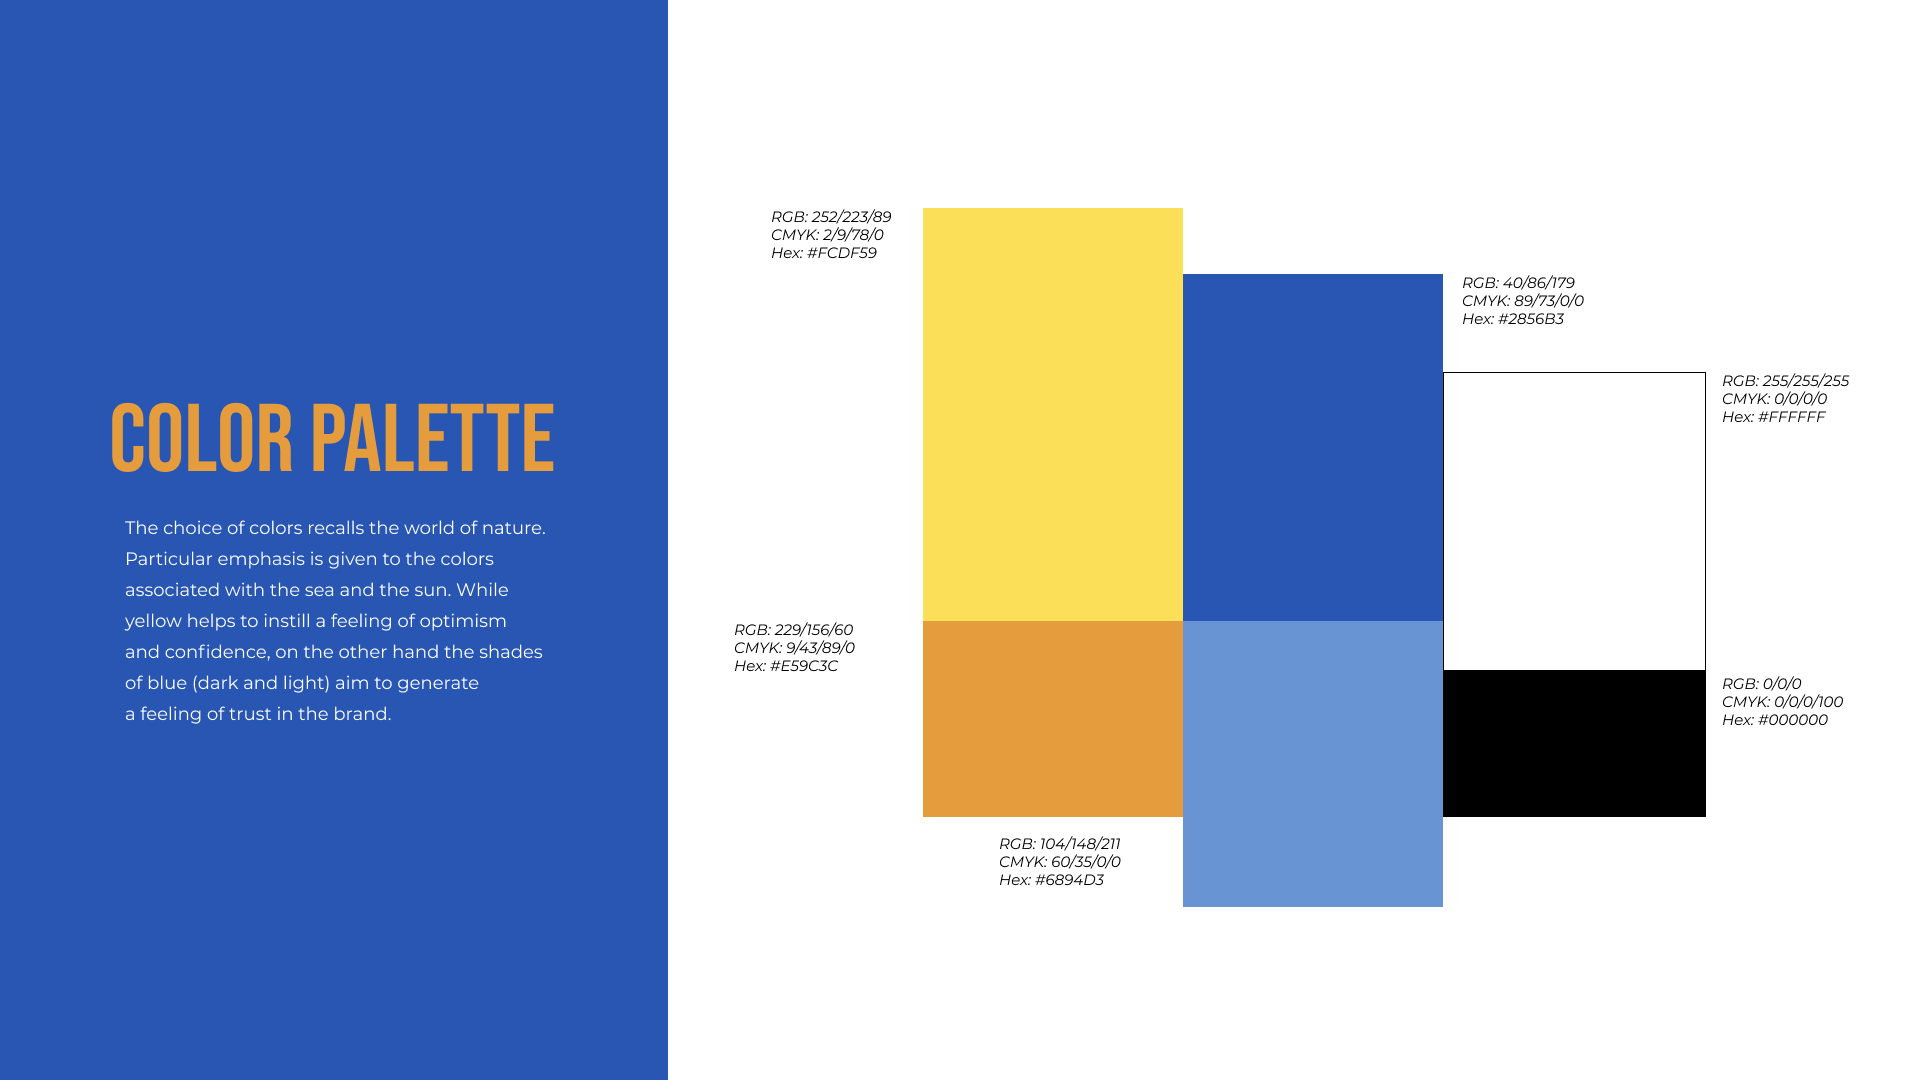 COLOR PALETTE
The choice of colors recalls the world of nature.
Particular emphasis is given to the colors
associated with the sea and the sun. While
yellow helps to instill a feeling of optimism
and confidence, on the other hand the shades
of blue (dark and light) aim to generate
a feeling of trust in the brand.
RGB: 252/223/89
CMYK: 2/9/78/0
Hex: #FCDF59
RGB: 40/86/179
CMYK: 89/73/0/0
Hex: #2856B3
RGB: 255/255/255
CMYK: 0/0/0/0
Hex: #FFFFFF
RGB: 229/156/60
CMYK: 9/43/89/0
Hex: #E59C3C
RGB: 0/0/0
CMYK: 0/0/0/100
Hex: #000000
RGB: 104/148/211
CMYK: 60/35/0/0
Hex: #6894D3